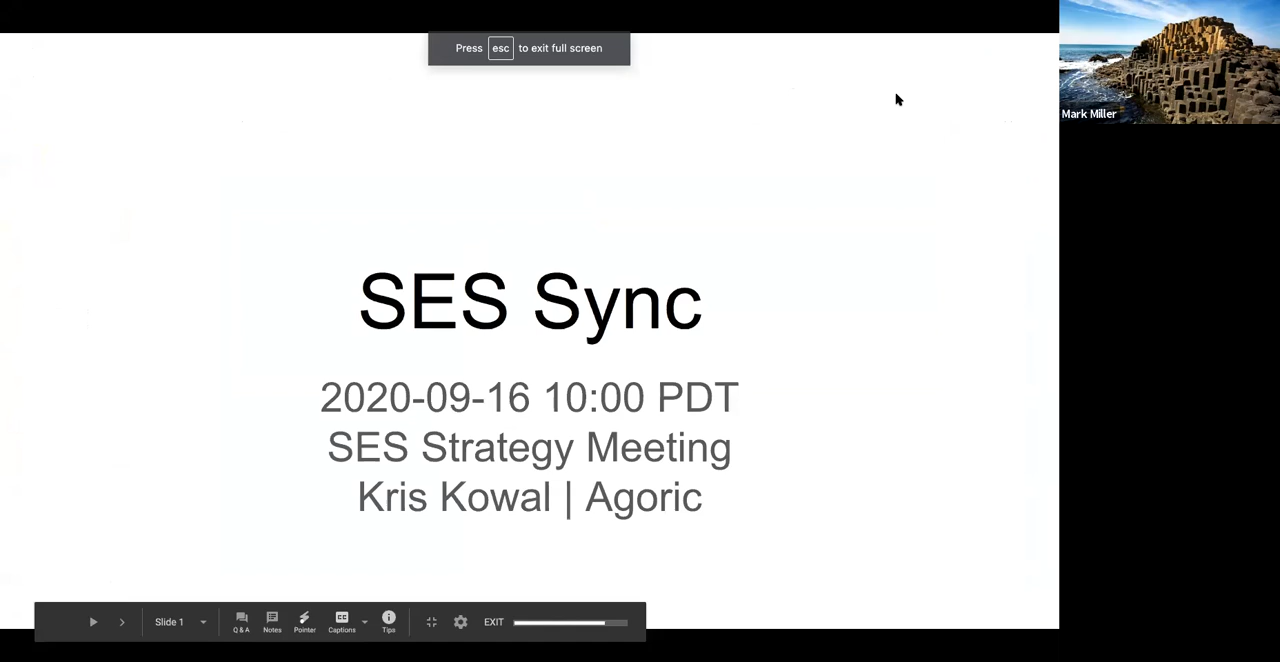 Press esc to exit full screen
Mark Miller
SES Sync
2020-09-16 10:00 PDT
SES Strategy Meeting
Kris Kowal | Agoric
Slide 1
Q & A
Notes
Pointer
CC
Captions
Tips
EXIT